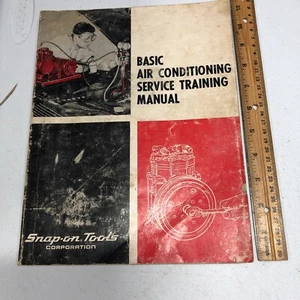 BASIC
AIR CONDITIONING
SERVICE TRAINING
MANUAL
Snap-on Tools
CORPORATION